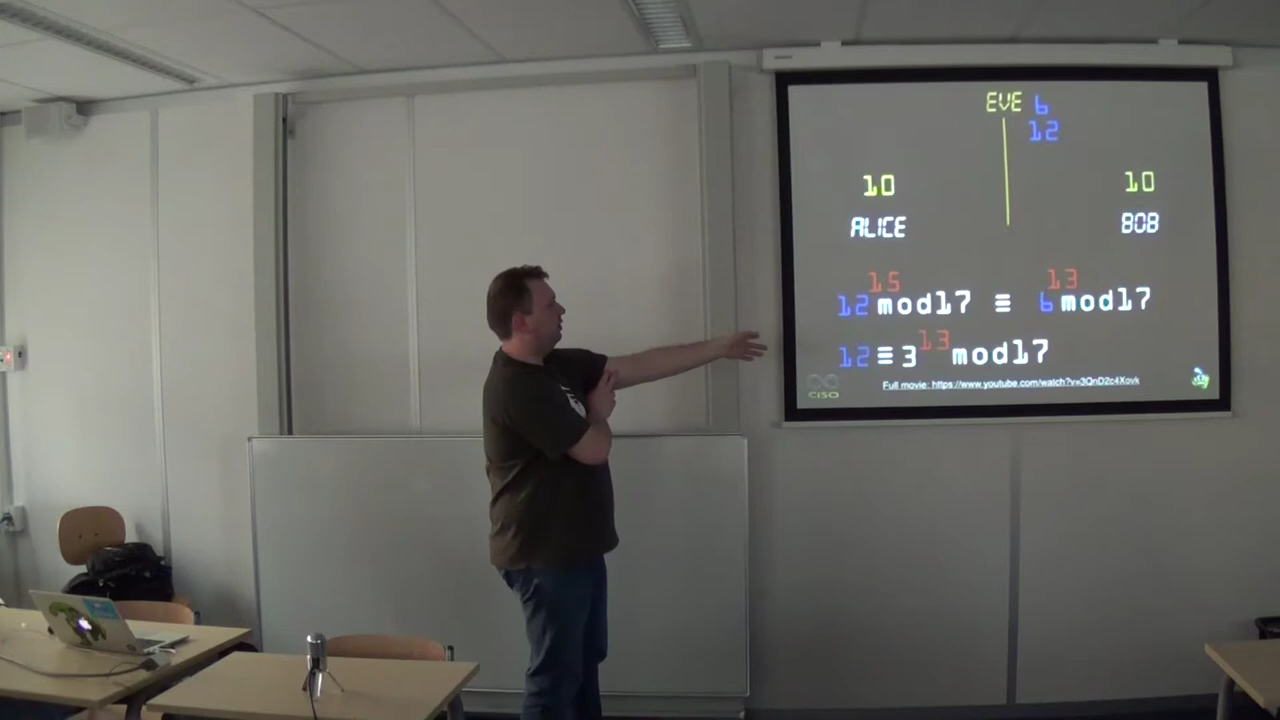 EVE 6
12
10 10
ALICE BOB
12^15 mod17 ≡ 6^13 mod17
12≡3^13 mod17
Full movie: https://www.youtube.com/watch?v=3QnD2c4Xovk
CISO